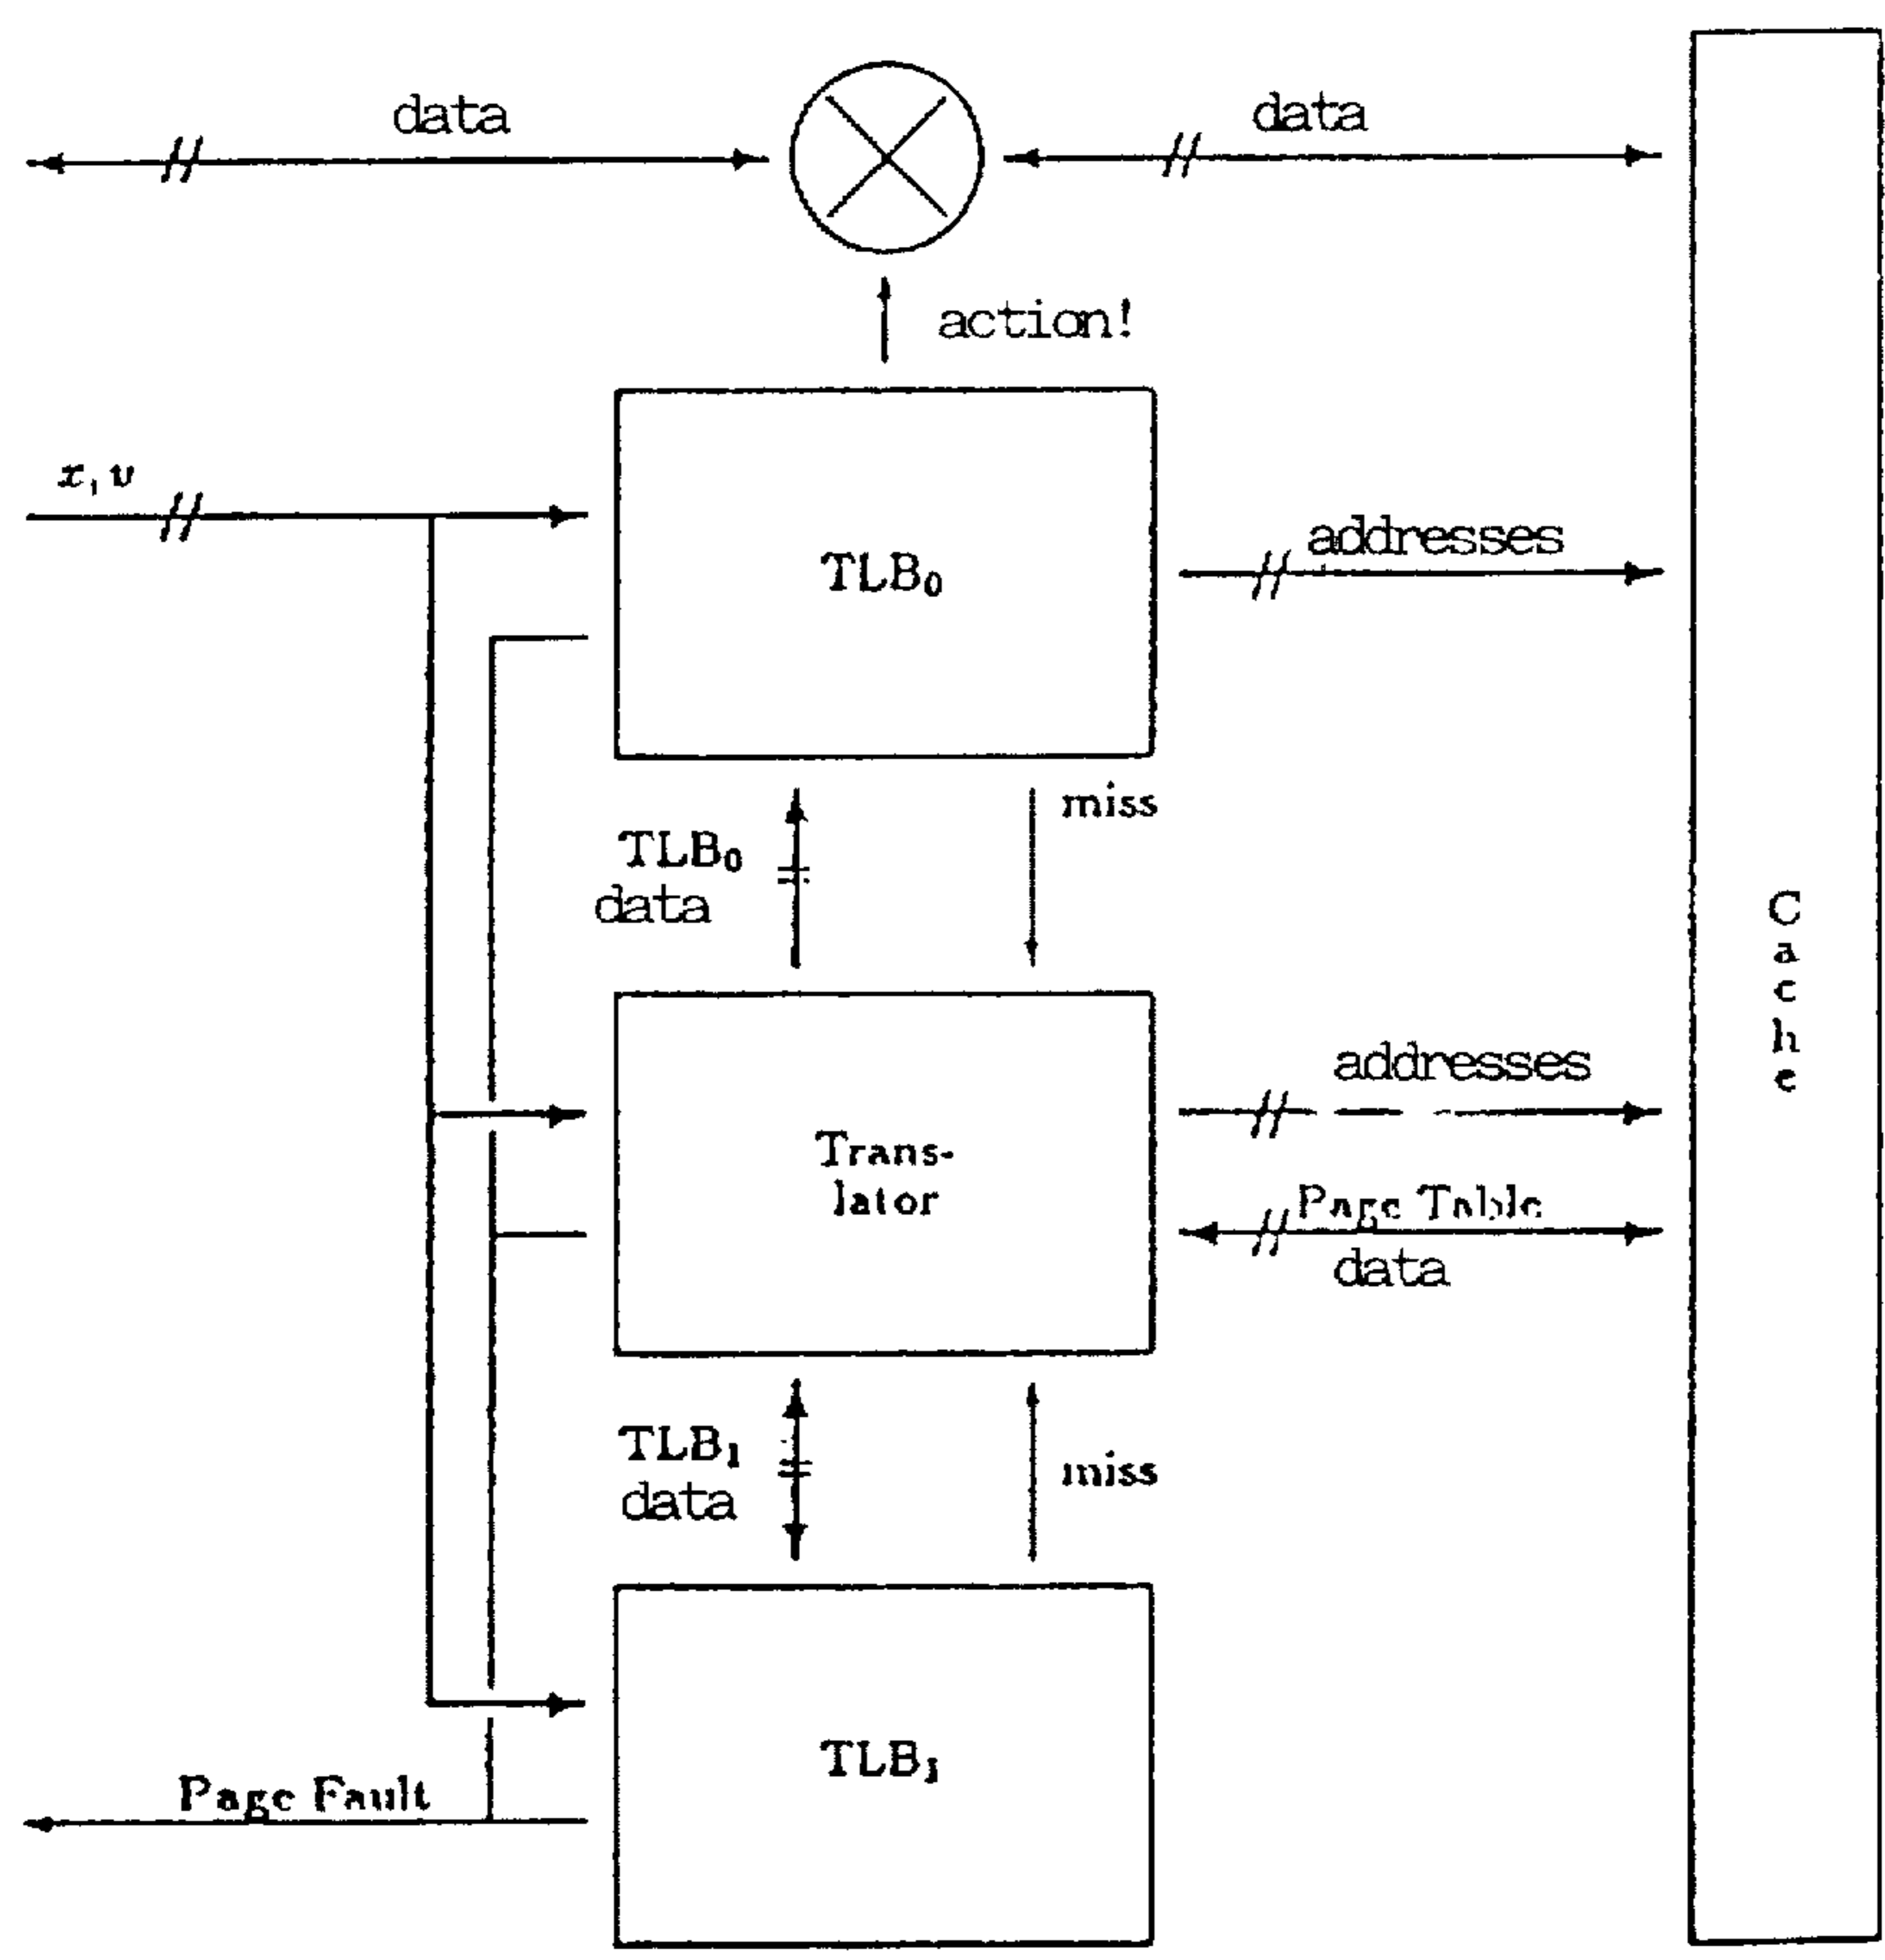 data
data
action!
x, v
TLB₀
addresses
miss
TLB₀
data
C
a
c
h
e
addresses
Trans-
lator
Page Table
data
TLB₁
data
miss
TLB₁
Page Fault